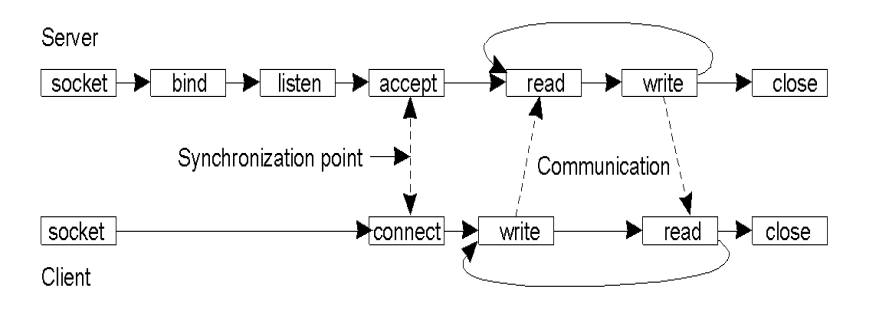 Server
socket bind listen accept read write close
Synchronization point
Communication
socket connect write read close
Client